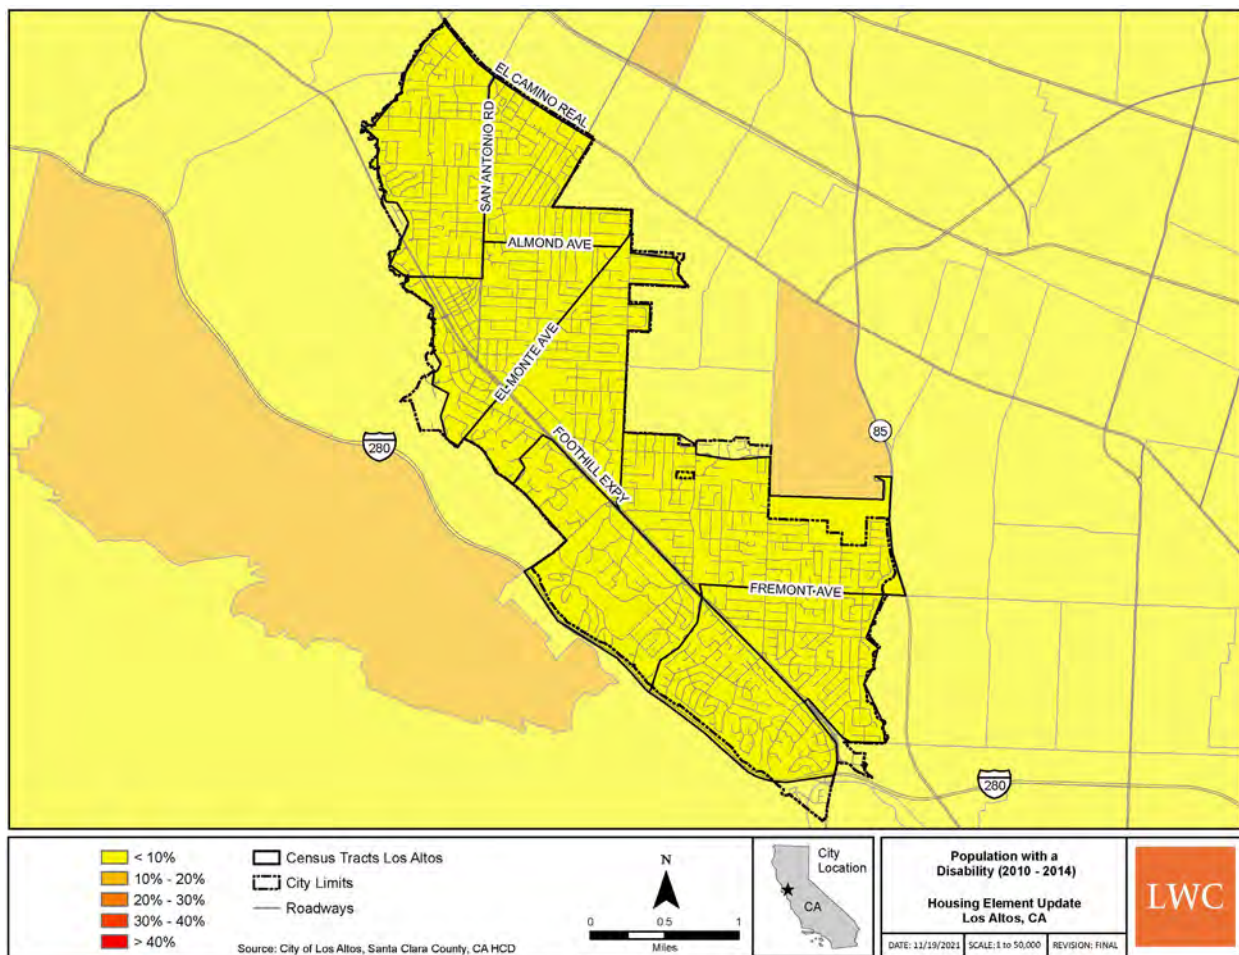 EL CAMINO REAL
SAN ANTONIO RD
ALMOND AVE
EL MONTE AVE
FOOTHILL EXPY
85
280
FREMONT AVE
280
< 10%
10% - 20%
20% - 30%
30% - 40%
> 40%
Census Tracts Los Altos
City Limits
Roadways
Source: City of Los Altos, Santa Clara County, CA HCD
N
0 0.5 1
Miles
City
Location
CA
Population with a
Disability (2010 - 2014)
Housing Element Update
Los Altos, CA
DATE: 11/19/2021 SCALE: 1 to 50,000 REVISION: FINAL
LWC